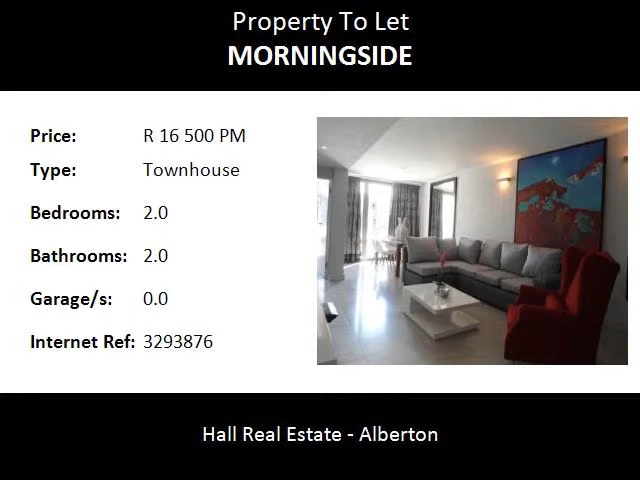 Property To Let
MORNINGSIDE
Price: R 16 500 PM
Type: Townhouse
Bedrooms: 2.0
Bathrooms: 2.0
Garage/s: 0.0
Internet Ref: 3293876
Hall Real Estate - Alberton